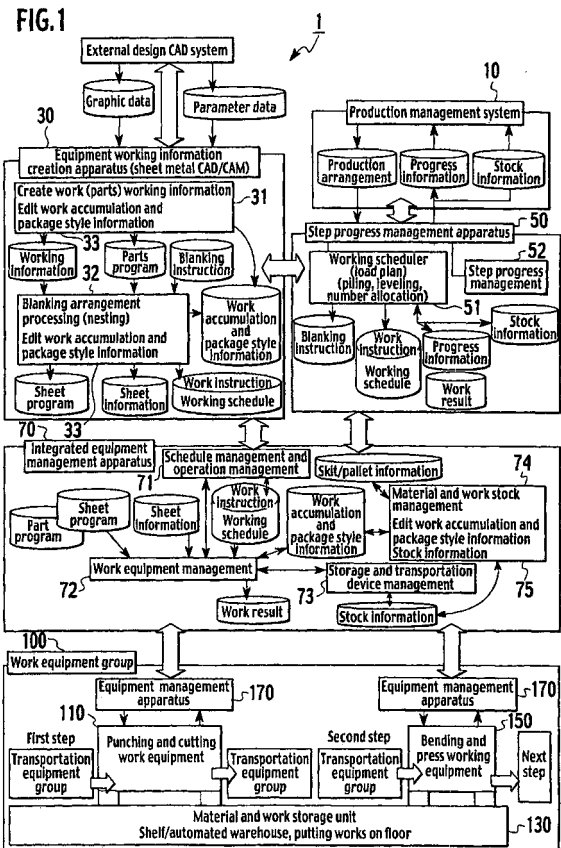 FIG.1
1
External design CAD system
Graphic data
Parameter data
10
Production management system
Production
arrangement
Progress
information
Stock
information
30
Equipment working information
creation apparatus (sheet metal CAD/CAM)
Create work (parts) working information
Edit work accumulation and
package style information
31
33
Working
information
Parts
program
Blanking
instruction
32
Blanking arrangement
processing (nesting)
Edit work accumulation and
package style information
Work
accumulation
and
package style
information
Sheet
program
Sheet
information
Work instruction
Working schedule
33
50
Step progress management apparatus
52
Working scheduler
(load plan)
(piling, leveling,
number allocation)
Step progress
management
51
Blanking
instruction
Work instruction
Working
schedule
Progress
information
Stock
information
Work
result
70
Integrated equipment
management apparatus
71
Schedule management and
operation management
Skit/pallet information
74
Part
program
Sheet
program
Sheet
information
Work
instruction
Working
schedule
Work
accumulation
and
package style
information
Material and work stock
management
Edit work accumulation and
package style information
Stock information
75
Work equipment management
72
Storage and transportation
device management
73
Work result
Stock information
100
Work equipment group
Equipment management
apparatus
170
Equipment management
apparatus
170
110
150
First step
Transportation
equipment
group
Punching and cutting
work equipment
Transportation
equipment
group
Second step
Transportation
equipment
group
Bending and
press working
equipment
Next
step
Material and work storage unit
Shelf/automated warehouse, putting works on floor
130